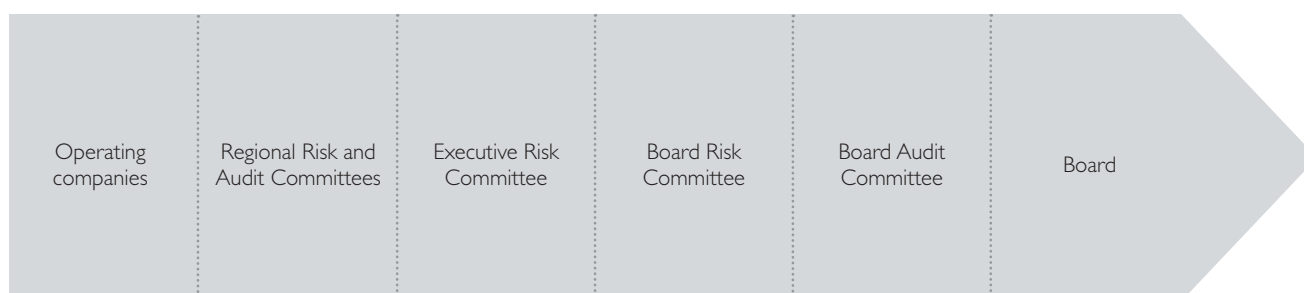 Operating
companies
Regional Risk and
Audit Committees
Executive Risk
Committee
Board Risk
Committee
Board Audit
Committee
Board